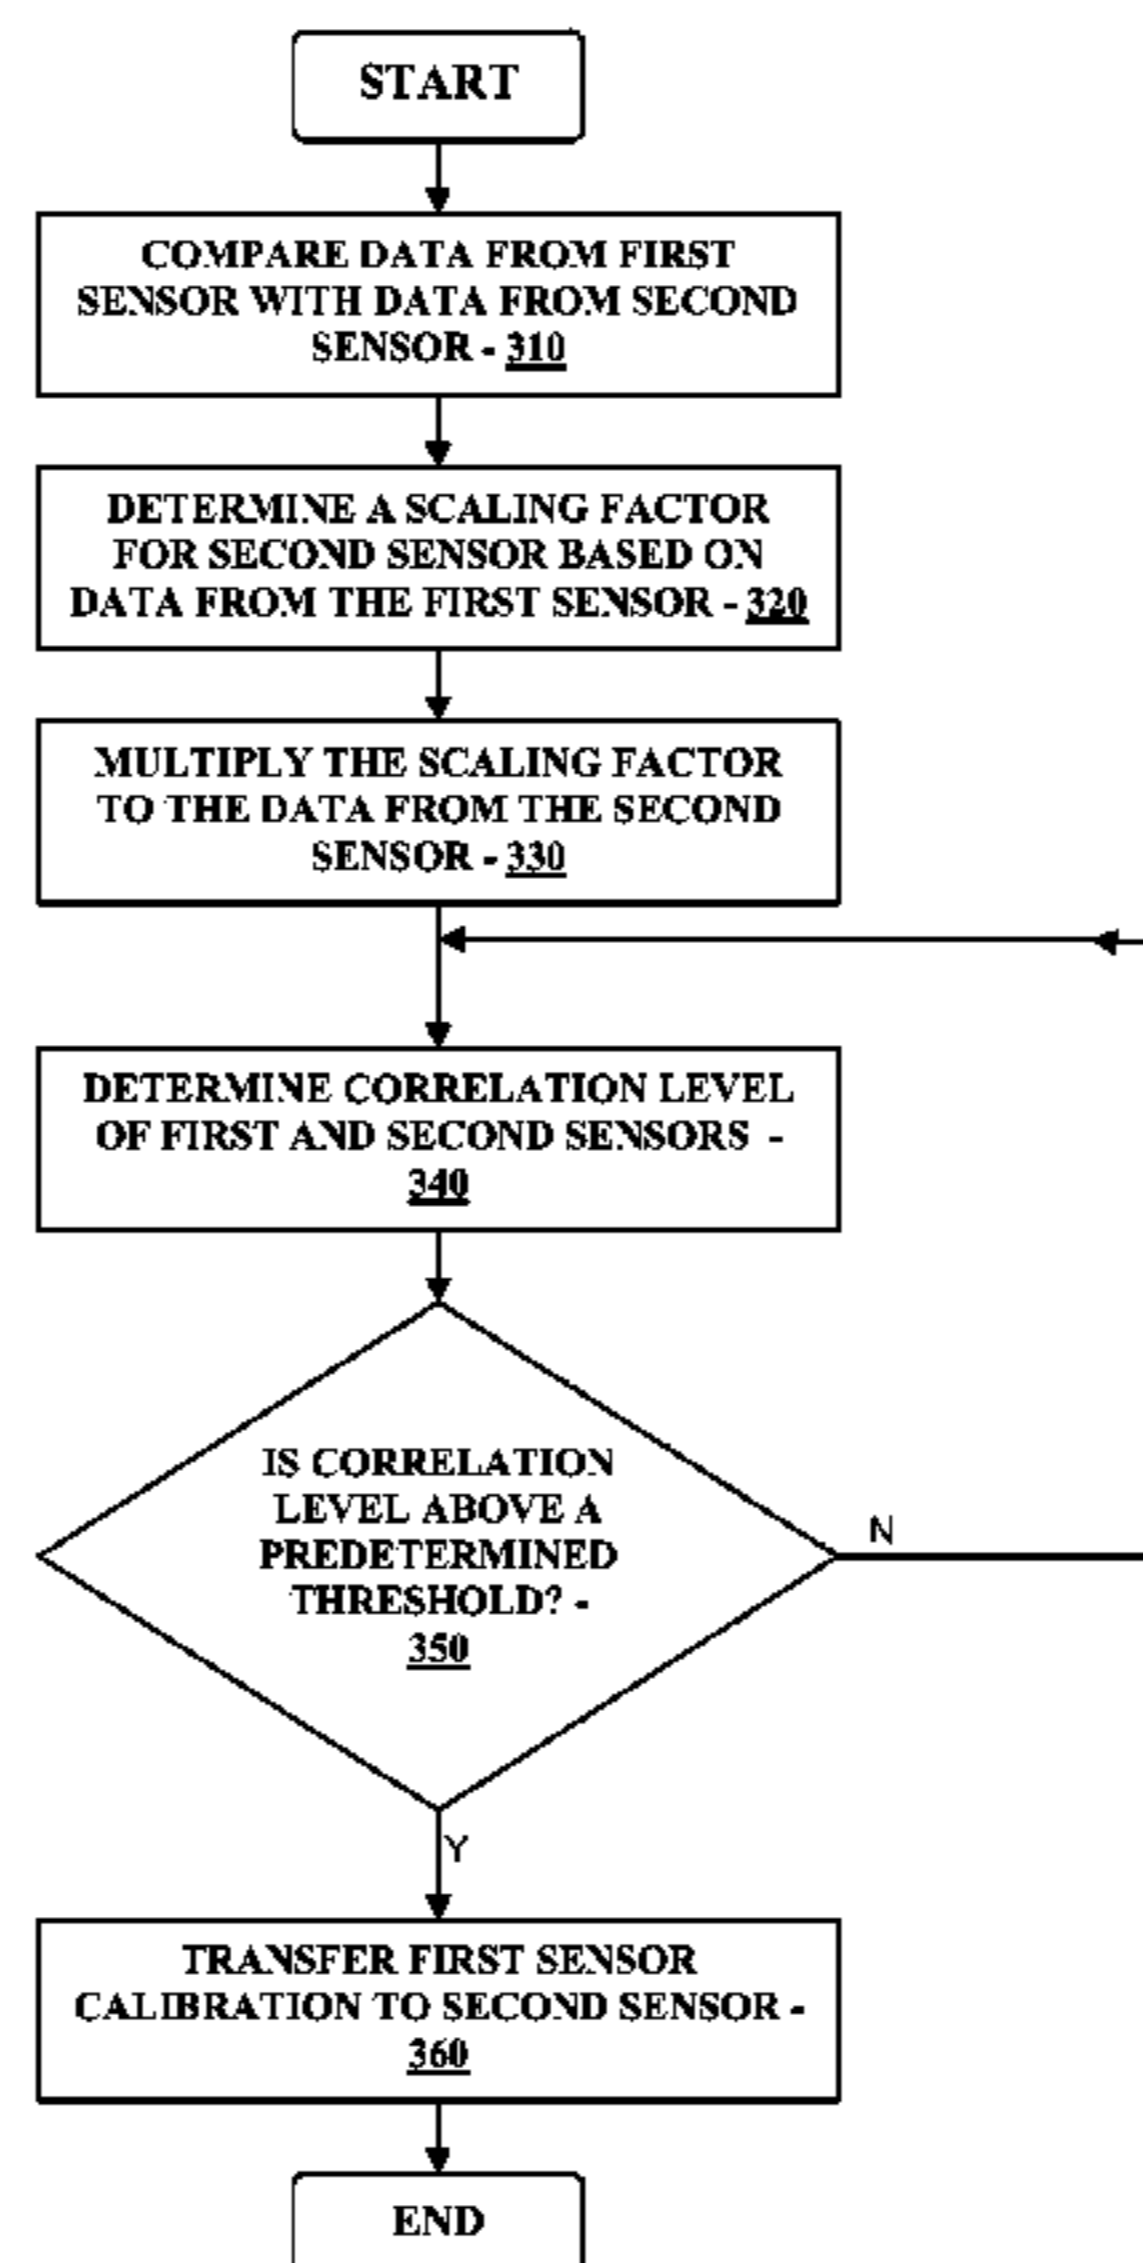 START
COMPARE DATA FROM FIRST
SENSOR WITH DATA FROM SECOND
SENSOR - 310
DETERMINE A SCALING FACTOR
FOR SECOND SENSOR BASED ON
DATA FROM THE FIRST SENSOR - 320
MULTIPLY THE SCALING FACTOR
TO THE DATA FROM THE SECOND
SENSOR - 330
DETERMINE CORRELATION LEVEL
OF FIRST AND SECOND SENSORS -
340
IS CORRELATION
LEVEL ABOVE A
PREDETERMINED
THRESHOLD? -
350
N
Y
TRANSFER FIRST SENSOR
CALIBRATION TO SECOND SENSOR -
360
END